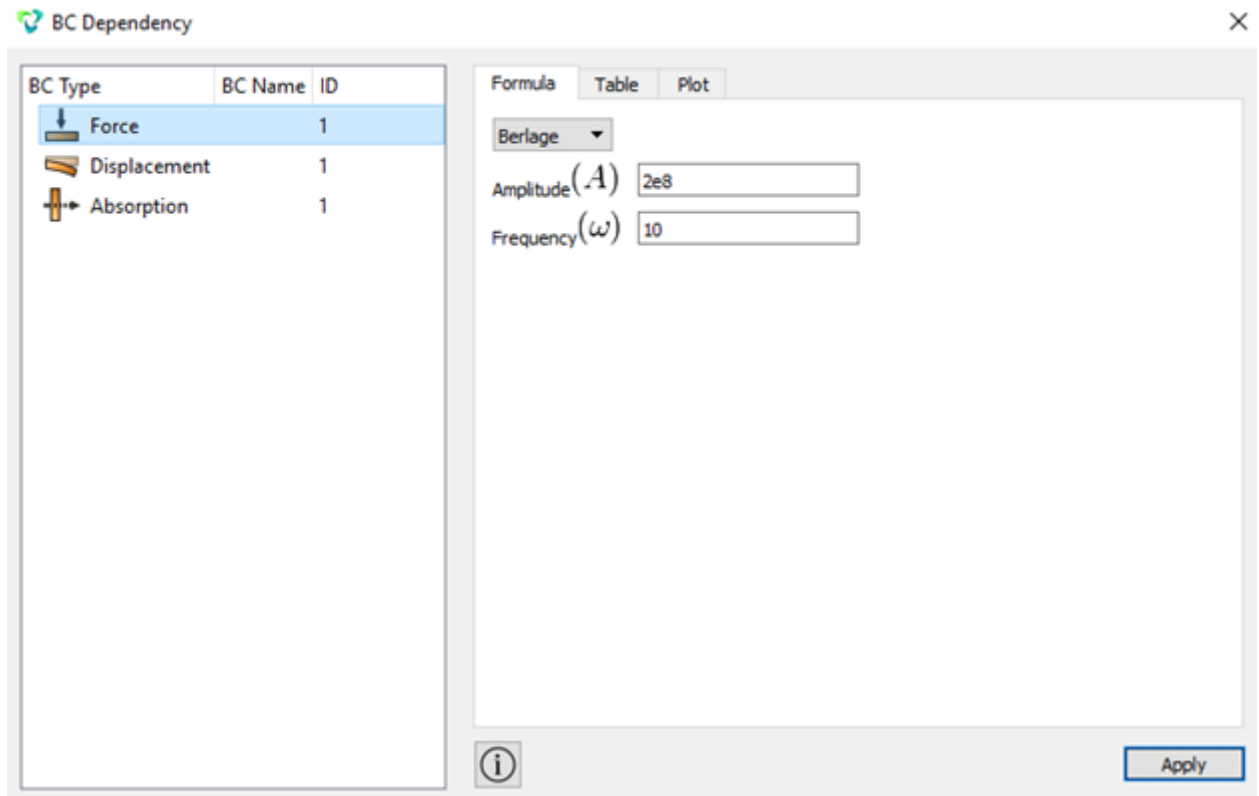 BC Dependency
BC Type BC Name ID
Force 1
Displacement 1
Absorption 1
Formula Table Plot
Berlage
Amplitude(A) 2e8
Frequency(ω) 10
i
Apply